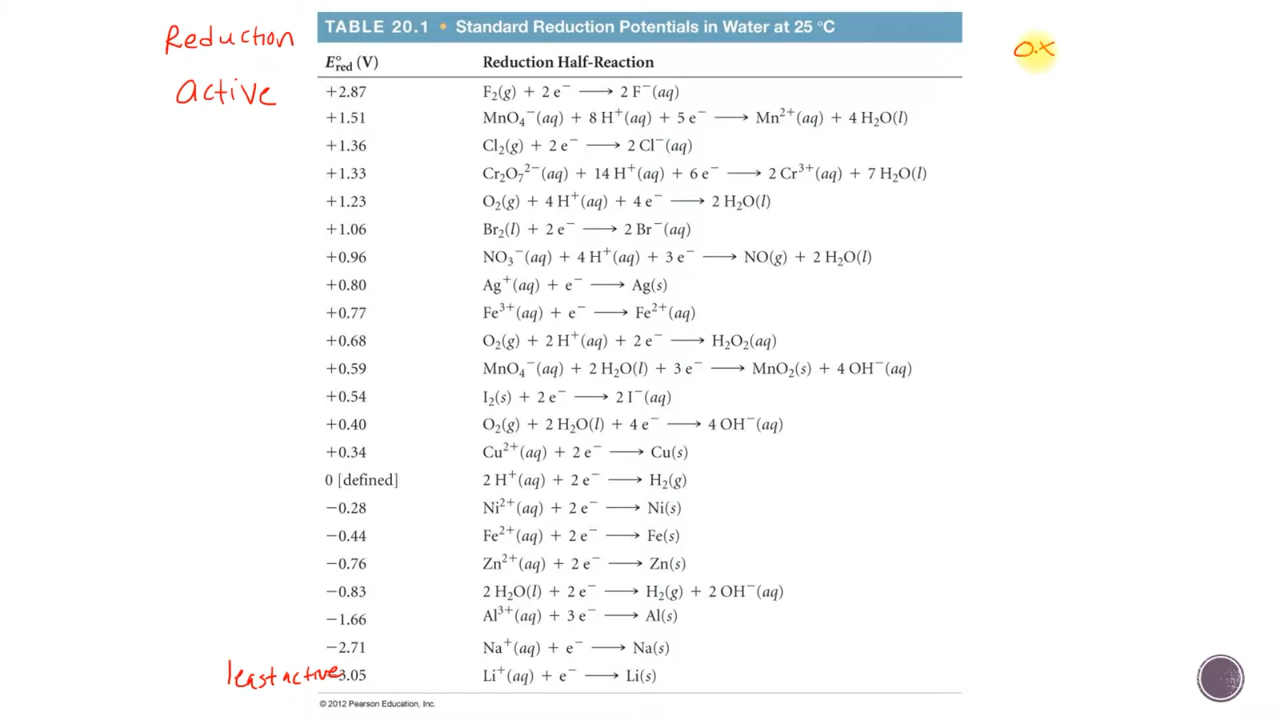 Reduction
active
ox
TABLE 20.1 • Standard Reduction Potentials in Water at 25 °C
E°red (V) Reduction Half-Reaction
+2.87 F₂(g) + 2 e⁻ ⟶ 2 F⁻(aq)
+1.51 MnO₄⁻(aq) + 8 H⁺(aq) + 5 e⁻ ⟶ Mn²⁺(aq) + 4 H₂O(l)
+1.36 Cl₂(g) + 2 e⁻ ⟶ 2 Cl⁻(aq)
+1.33 Cr₂O₇²⁻(aq) + 14 H⁺(aq) + 6 e⁻ ⟶ 2 Cr³⁺(aq) + 7 H₂O(l)
+1.23 O₂(g) + 4 H⁺(aq) + 4 e⁻ ⟶ 2 H₂O(l)
+1.06 Br₂(l) + 2 e⁻ ⟶ 2 Br⁻(aq)
+0.96 NO₃⁻(aq) + 4 H⁺(aq) + 3 e⁻ ⟶ NO(g) + 2 H₂O(l)
+0.80 Ag⁺(aq) + e⁻ ⟶ Ag(s)
+0.77 Fe³⁺(aq) + e⁻ ⟶ Fe²⁺(aq)
+0.68 O₂(g) + 2 H⁺(aq) + 2 e⁻ ⟶ H₂O₂(aq)
+0.59 MnO₄⁻(aq) + 2 H₂O(l) + 3 e⁻ ⟶ MnO₂(s) + 4 OH⁻(aq)
+0.54 I₂(s) + 2 e⁻ ⟶ 2 I⁻(aq)
+0.40 O₂(g) + 2 H₂O(l) + 4 e⁻ ⟶ 4 OH⁻(aq)
+0.34 Cu²⁺(aq) + 2 e⁻ ⟶ Cu(s)
0 [defined] 2 H⁺(aq) + 2 e⁻ ⟶ H₂(g)
−0.28 Ni²⁺(aq) + 2 e⁻ ⟶ Ni(s)
−0.44 Fe²⁺(aq) + 2 e⁻ ⟶ Fe(s)
−0.76 Zn²⁺(aq) + 2 e⁻ ⟶ Zn(s)
−0.83 2 H₂O(l) + 2 e⁻ ⟶ H₂(g) + 2 OH⁻(aq)
−1.66 Al³⁺(aq) + 3 e⁻ ⟶ Al(s)
−2.71 Na⁺(aq) + e⁻ ⟶ Na(s)
least active 3.05 Li⁺(aq) + e⁻ ⟶ Li(s)
© 2012 Pearson Education, Inc.